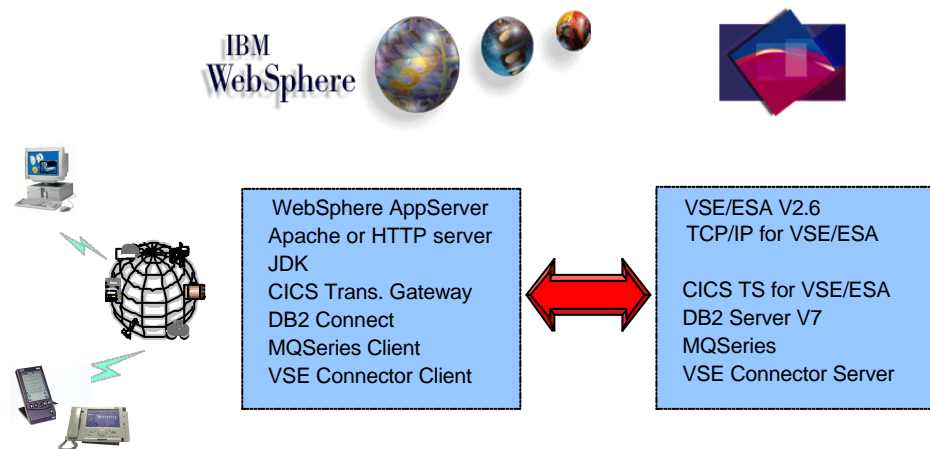 IBM
WebSphere
WebSphere AppServer
Apache or HTTP server
JDK
CICS Trans. Gateway
DB2 Connect
MQSeries Client
VSE Connector Client
VSE/ESA V2.6
TCP/IP for VSE/ESA
CICS TS for VSE/ESA
DB2 Server V7
MQSeries
VSE Connector Server